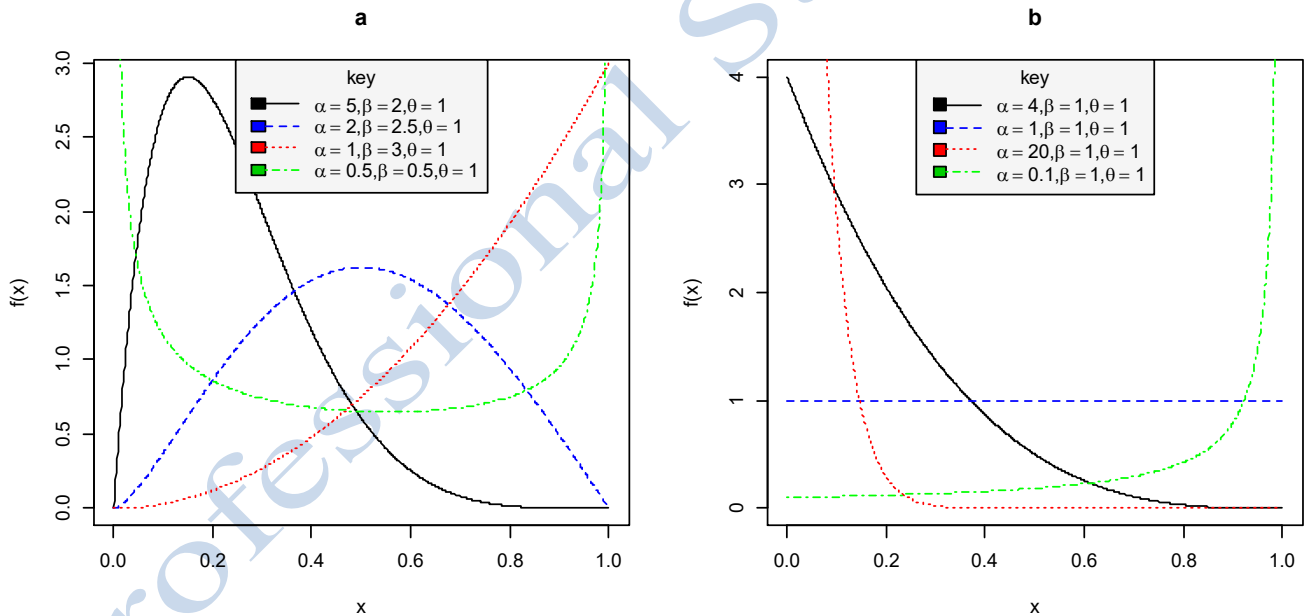 a
key
α = 5,β = 2,θ = 1
α = 2,β = 2.5,θ = 1
α = 1,β = 3,θ = 1
α = 0.5,β = 0.5,θ = 1
3.0
2.5
2.0
1.5
1.0
0.5
0.0
f(x)
0.0 0.2 0.4 0.6 0.8 1.0
x
b
key
α = 4,β = 1,θ = 1
α = 1,β = 1,θ = 1
α = 20,β = 1,θ = 1
α = 0.1,β = 1,θ = 1
4
3
2
1
0
f(x)
0.0 0.2 0.4 0.6 0.8 1.0
x
rofessional S